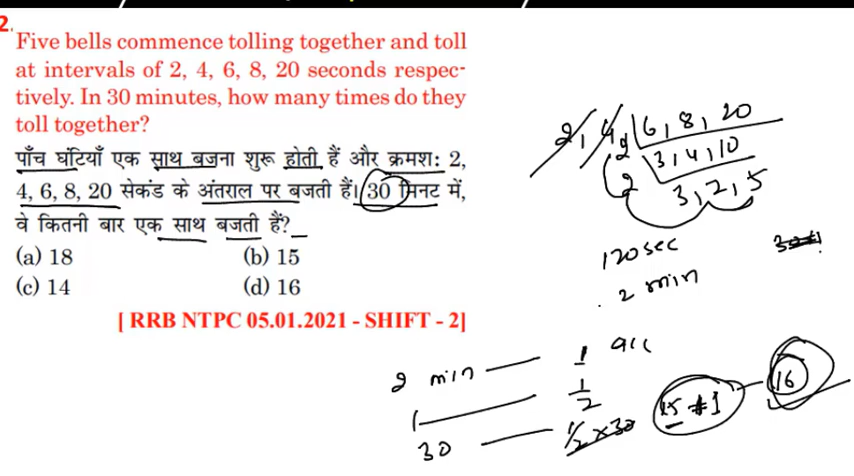 2.
Five bells commence tolling together and toll
at intervals of 2, 4, 6, 8, 20 seconds respec-
tively. In 30 minutes, how many times do they
toll together?
पाँच घंटियाँ एक साथ बजना शुरू होती हैं और क्रमश: 2,
4, 6, 8, 20 सेकंड के अंतराल पर बजती हैं। 30 मिनट में,
वे कितनी बार एक साथ बजती हैं?
(a) 18 (b) 15
(c) 14 (d) 16
[ RRB NTPC 05.01.2021 - SHIFT - 2]
2, 4, 6, 8, 20
2 3, 4, 10
2 3, 2, 5
120 sec
2 min
2 min — 1
1 — 1/2
30 — 1/2 × 30 15 + 1 — 16